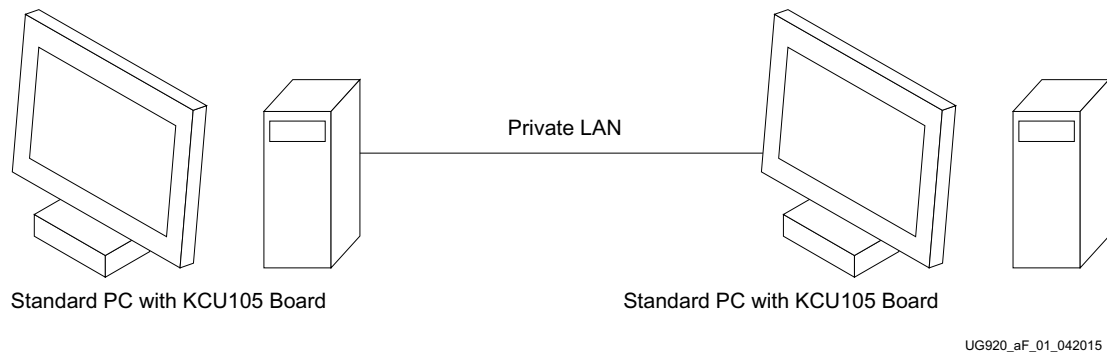 Private LAN
Standard PC with KCU105 Board
Standard PC with KCU105 Board
UG920_aF_01_042015